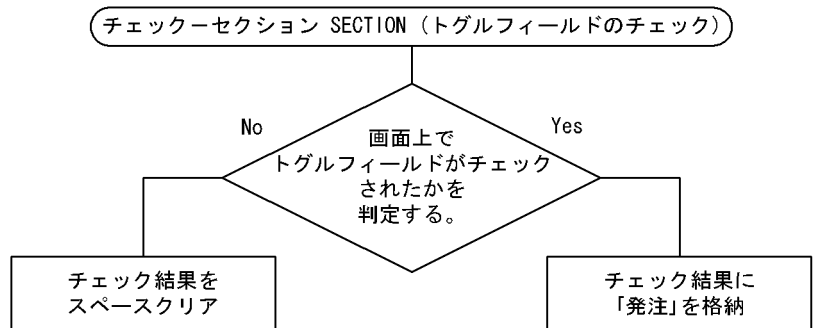 チェックーセクション SECTION (トグルフィールドのチェック)
No
Yes
画面上で
トグルフィールドがチェック
されたかを
判定する。
チェック結果を
スペースクリア
チェック結果に
「発注」を格納